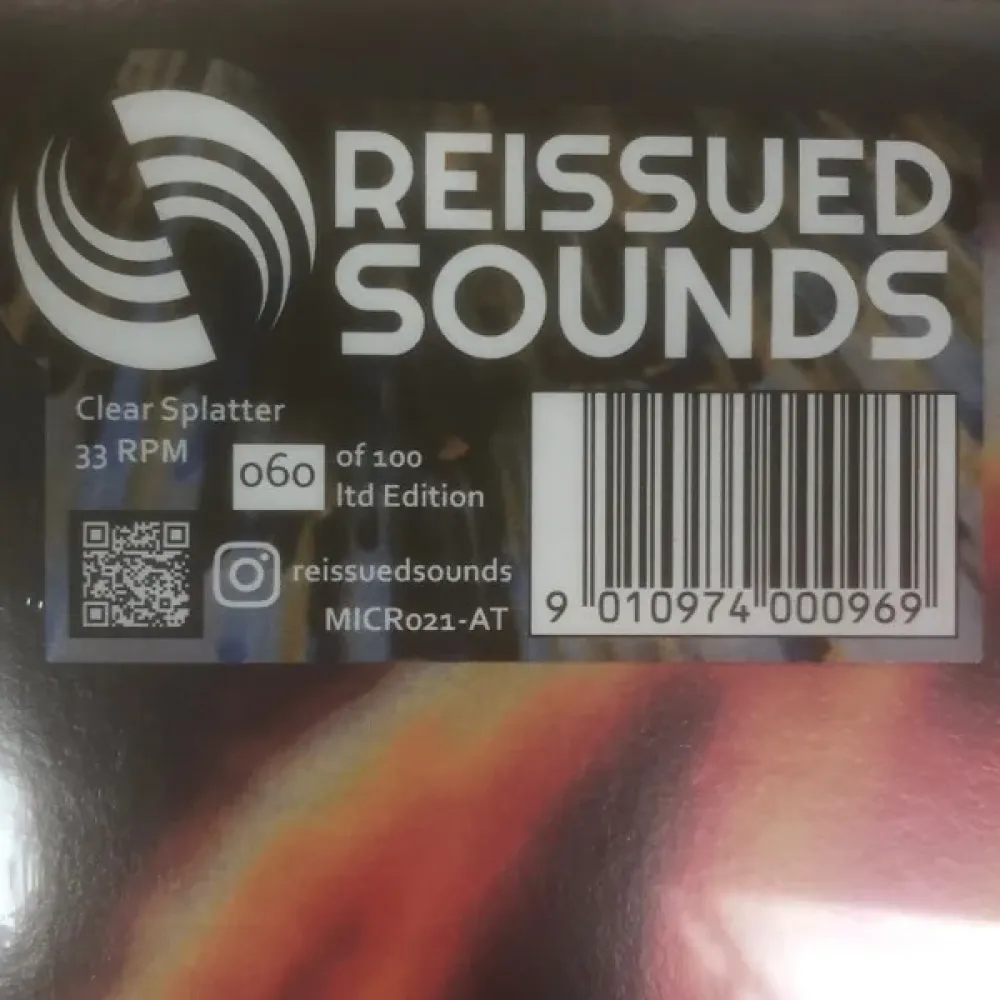 REISSUED
SOUNDS
Clear Splatter
33 RPM
060 of 100
ltd Edition
reissuedsounds
MICR021-AT
9 010974 000969